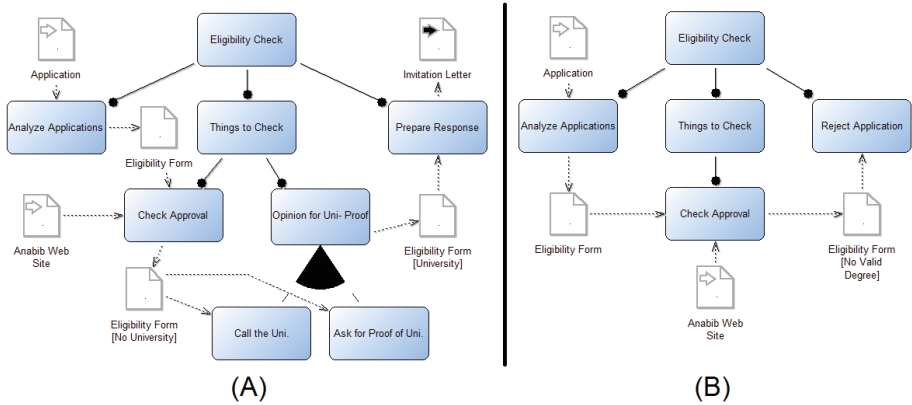 Eligibility Check
Application
Invitation Letter
Analyze Applications
Things to Check
Prepare Response
Eligibility Form
Check Approval
Opinion for Uni- Proof
Anabib Web
Site
Eligibility Form
[University]
Eligibility Form
[No University]
Call the Uni.
Ask for Proof of Uni.
(A)
Eligibility Check
Application
Analyze Applications
Things to Check
Reject Application
Check Approval
Eligibility Form
Eligibility Form
[No Valid
Degree]
Anabib Web
Site
(B)